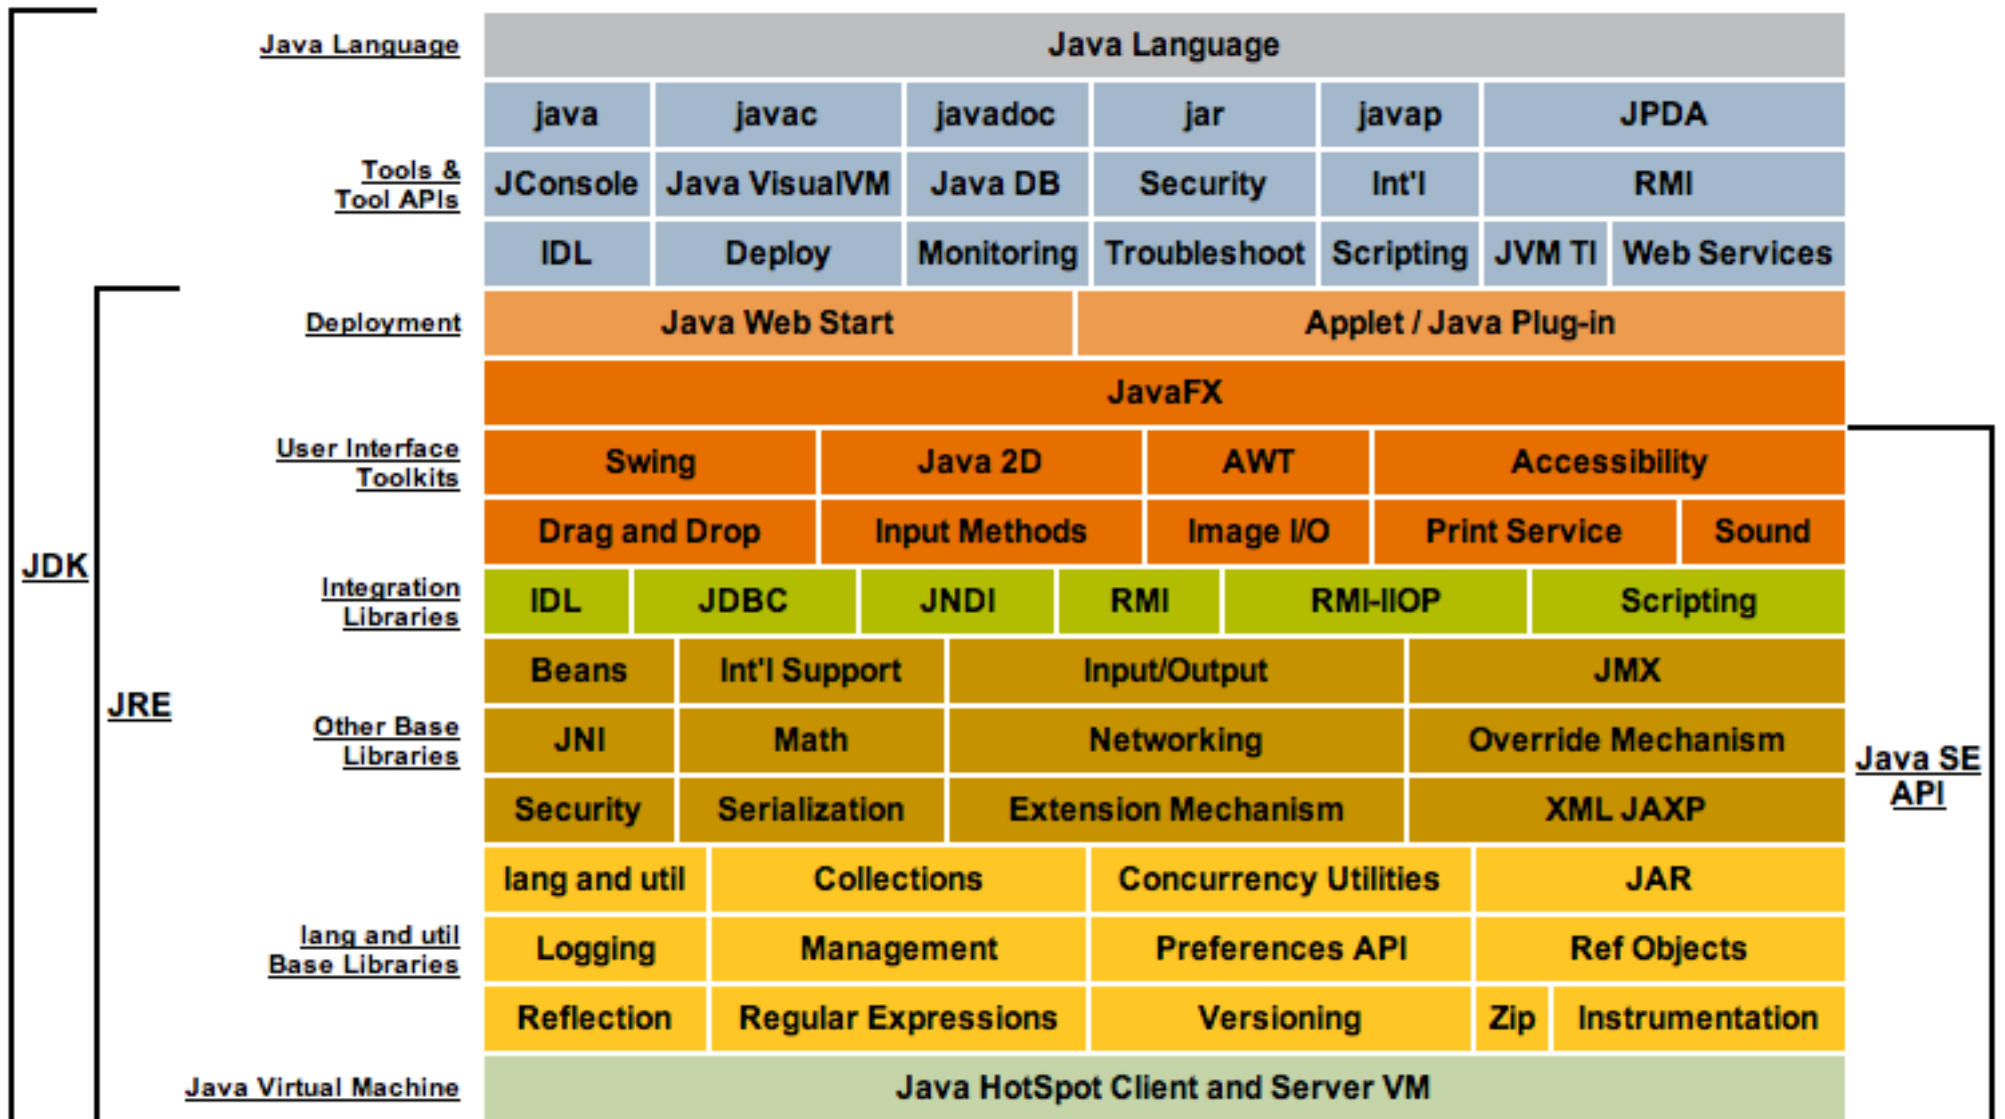 Java Language
Java Language
java javac javadoc jar javap JPDA
Tools &
Tool APIs
JConsole Java VisualVM Java DB Security Int'l RMI
IDL Deploy Monitoring Troubleshoot Scripting JVM TI Web Services
Deployment
Java Web Start Applet / Java Plug-in
JavaFX
User Interface
Toolkits
Swing Java 2D AWT Accessibility
Drag and Drop Input Methods Image I/O Print Service Sound
JDK
Integration
Libraries
IDL JDBC JNDI RMI RMI-IIOP Scripting
Beans Int'l Support Input/Output JMX
JRE
Other Base
Libraries
JNI Math Networking Override Mechanism
Java SE
API
Security Serialization Extension Mechanism XML JAXP
lang and util Collections Concurrency Utilities JAR
lang and util
Base Libraries
Logging Management Preferences API Ref Objects
Reflection Regular Expressions Versioning Zip Instrumentation
Java Virtual Machine
Java HotSpot Client and Server VM